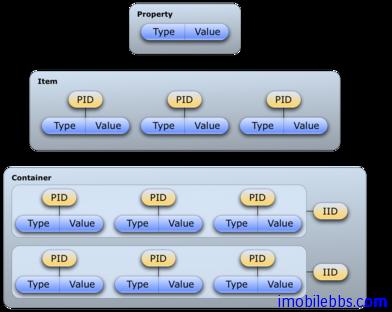 Property
Type Value
Item
PID PID PID
Type Value Type Value Type Value
Container
PID PID PID
Type Value Type Value Type Value
IID
PID PID PID
Type Value Type Value Type Value
IID
imobilebbs.com